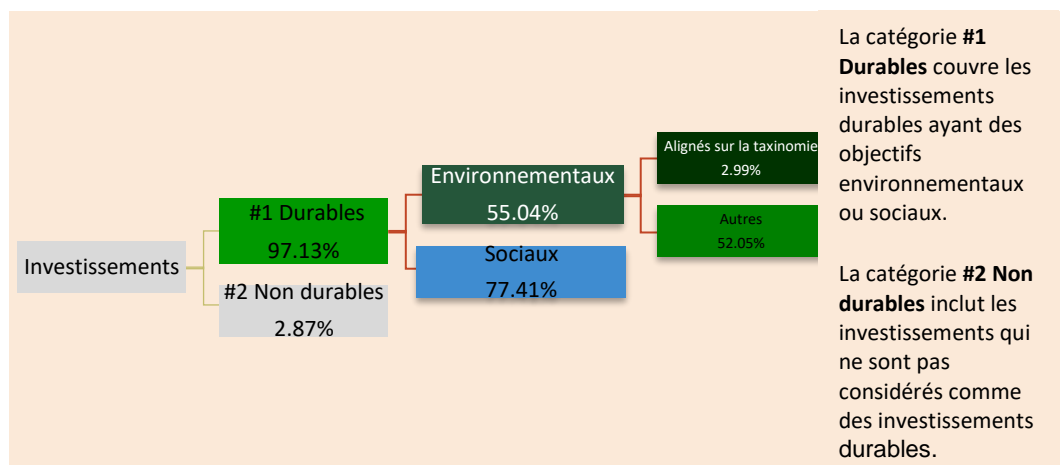 Investissements
#1 Durables
97.13%
#2 Non durables
2.87%
Environnementaux
55.04%
Sociaux
77.41%
Alignés sur la taxinomie
2.99%
Autres
52.05%
La catégorie #1
Durables couvre les
investissements
durables ayant des
objectifs
environnementaux
ou sociaux.
La catégorie #2 Non
durables inclut les
investissements qui
ne sont pas
considérés comme
des investissements
durables.